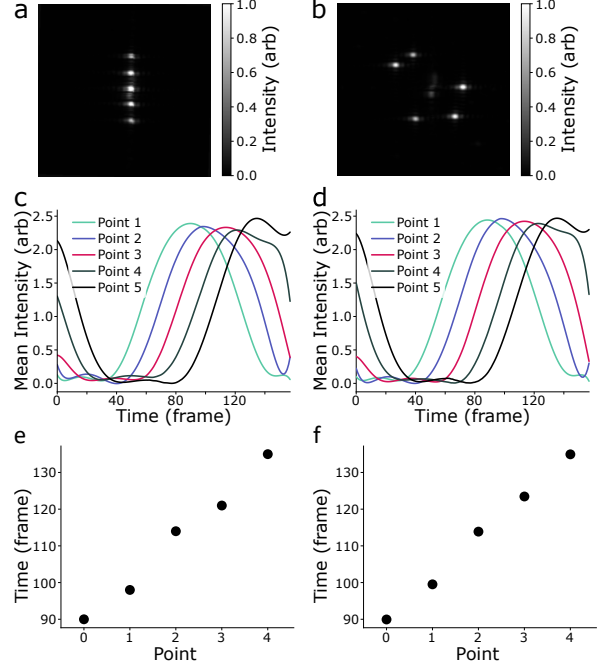 a
1.0
0.8
0.6
0.4
0.2
0.0
Intensity (arb)
b
1.0
0.8
0.6
0.4
0.2
0.0
Intensity (arb)
c
2.5
2.0
1.5
1.0
0.5
0.0
Mean Intensity (arb)
Point 1
Point 2
Point 3
Point 4
Point 5
0 40 80 120
Time (frame)
d
2.5
2.0
1.5
1.0
0.5
0.0
Mean Intensity (arb)
Point 1
Point 2
Point 3
Point 4
Point 5
0 40 80 120
Time (frame)
e
130
120
110
100
90
Time (frame)
0 1 2 3 4
Point
f
130
120
110
100
90
Time (frame)
0 1 2 3 4
Point